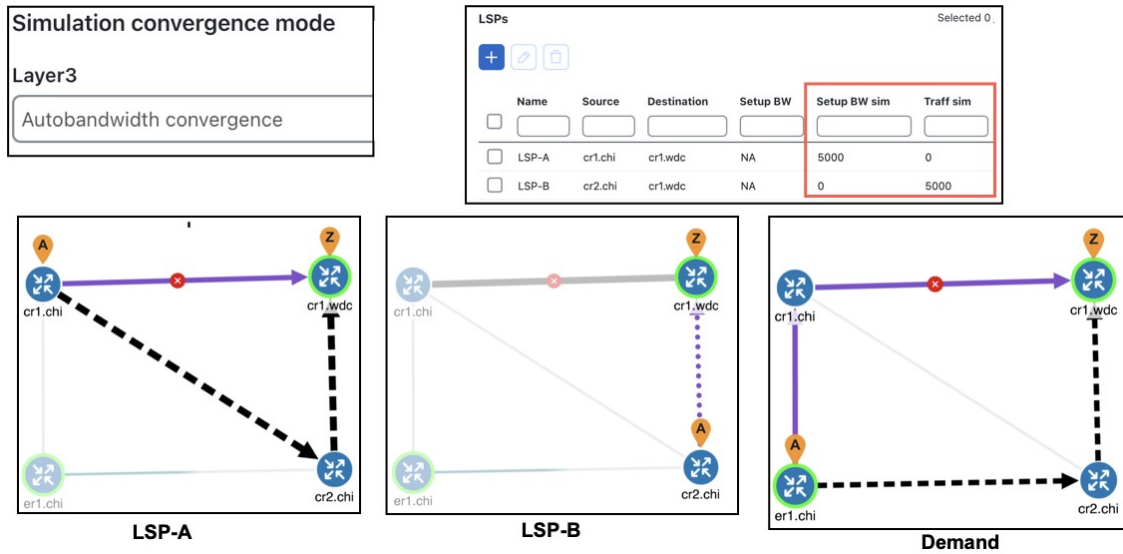 Simulation convergence mode
Layer3
Autobandwidth convergence
LSPs
Selected 0
Name Source Destination Setup BW Setup BW sim Traff sim
LSP-A cr1.chi cr1.wdc NA 5000 0
LSP-B cr2.chi cr1.wdc NA 0 5000
A
Z
cr1.chi
cr1.wdc
er1.chi
cr2.chi
LSP-A
Z
cr1.chi
cr1.wdc
A
er1.chi
cr2.chi
LSP-B
Z
cr1.chi
cr1.wdc
A
er1.chi
cr2.chi
Demand